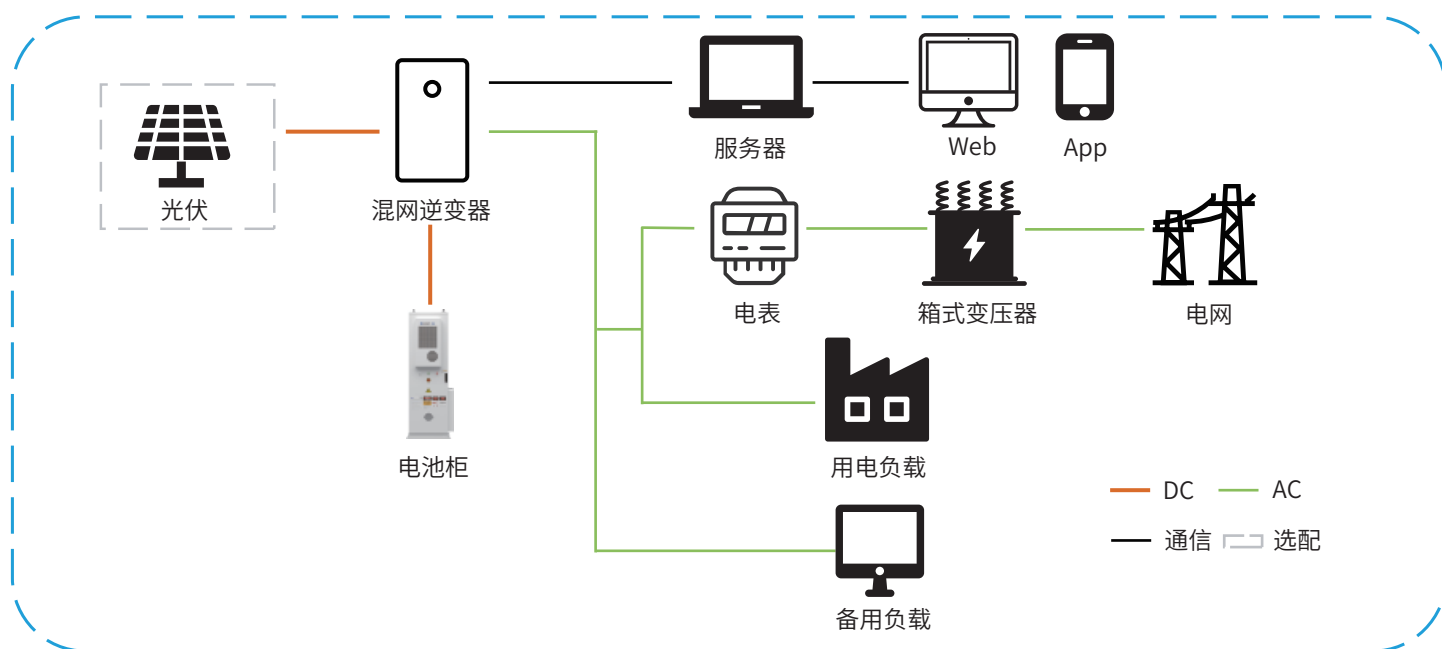 服务器
Web
App
光伏
混网逆变器
电表
箱式变压器
电网
电池柜
用电负载
DC
AC
通信
选配
备用负载